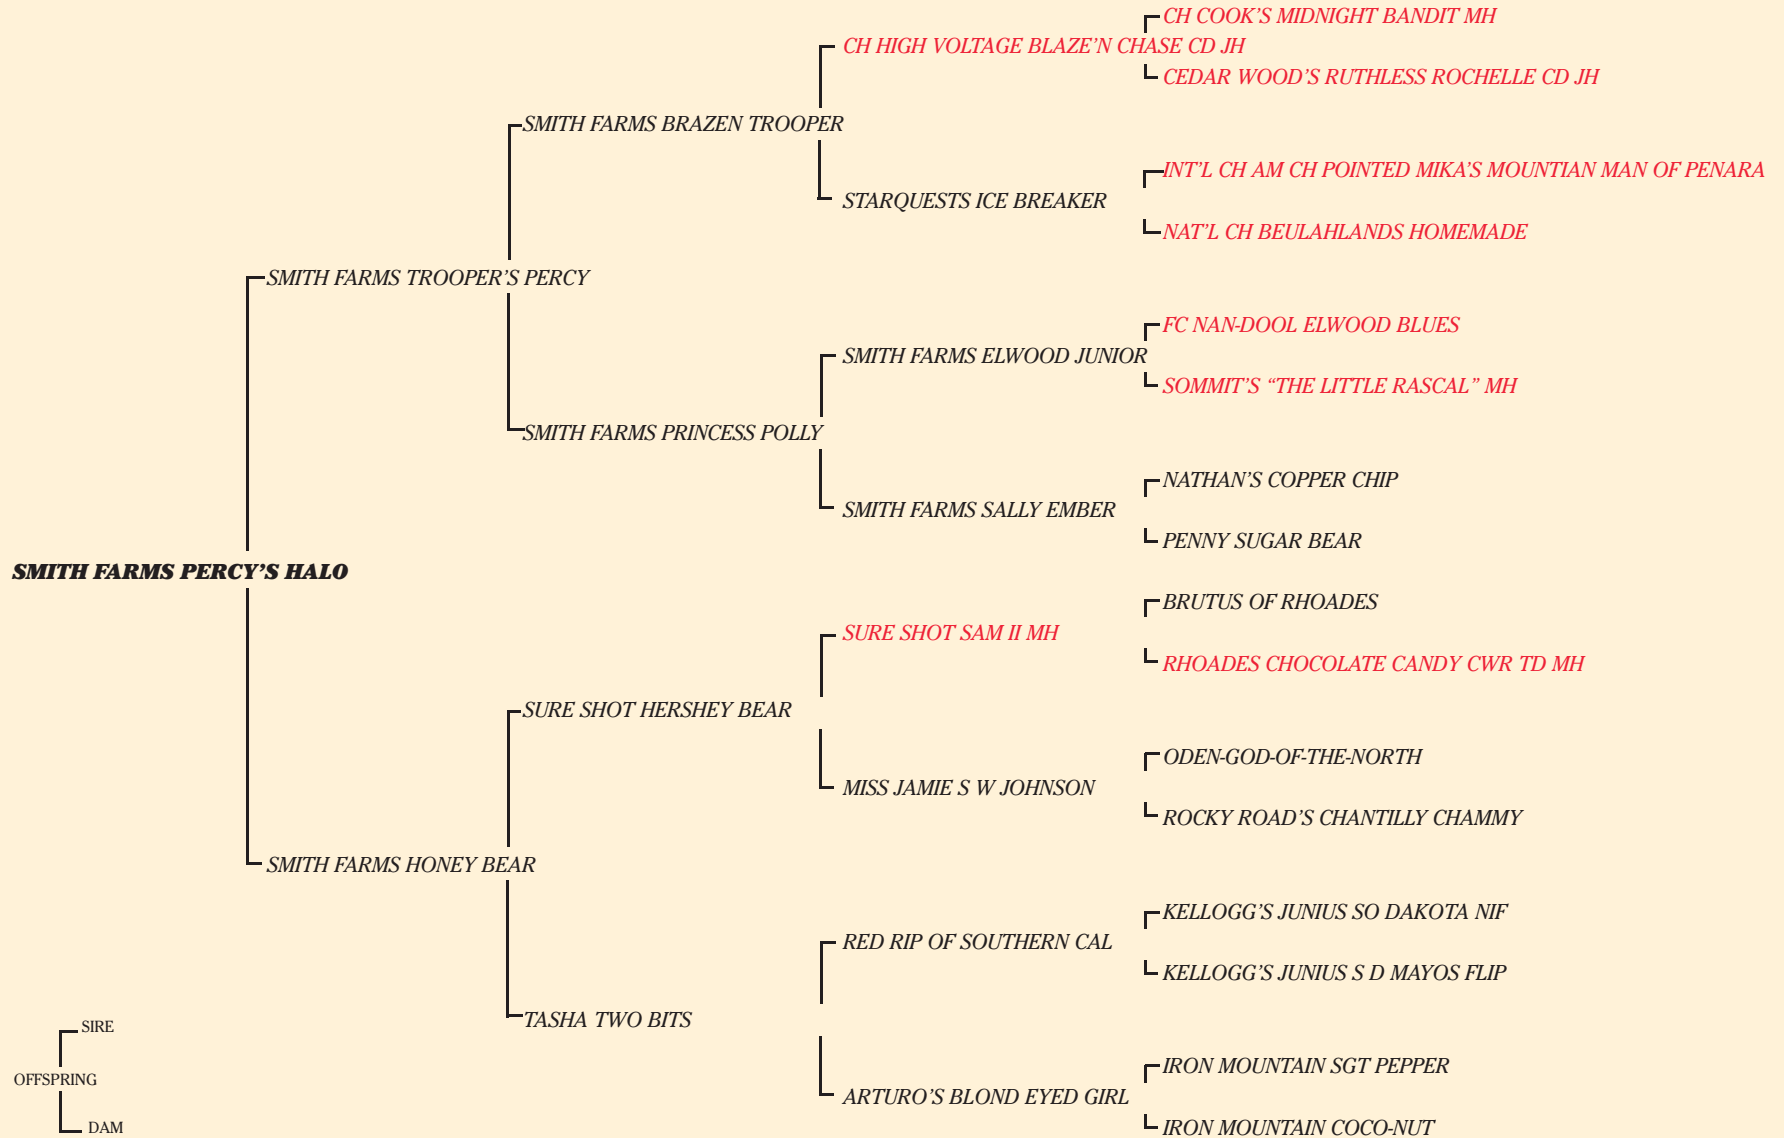 CH COOK’S MIDNIGHT BANDIT MH
CH HIGH VOLTAGE BLAZE’N CHASE CD JH
CEDAR WOOD’S RUTHLESS ROCHELLE CD JH
SMITH FARMS BRAZEN TROOPER
INT’L CH AM CH POINTED MIKA’S MOUNTIAN MAN OF PENARA
STARQUESTS ICE BREAKER
NAT’L CH BEULAHLANDS HOMEMADE
SMITH FARMS TROOPER’S PERCY
FC NAN-DOOL ELWOOD BLUES
SMITH FARMS ELWOOD JUNIOR
SOMMIT’S “THE LITTLE RASCAL” MH
SMITH FARMS PRINCESS POLLY
NATHAN’S COPPER CHIP
SMITH FARMS SALLY EMBER
PENNY SUGAR BEAR
SMITH FARMS PERCY’S HALO
BRUTUS OF RHOADES
SURE SHOT SAM II MH
RHOADES CHOCOLATE CANDY CWR TD MH
SURE SHOT HERSHEY BEAR
ODEN-GOD-OF-THE-NORTH
MISS JAMIE S W JOHNSON
ROCKY ROAD’S CHANTILLY CHAMMY
SMITH FARMS HONEY BEAR
KELLOGG’S JUNIUS SO DAKOTA NIF
RED RIP OF SOUTHERN CAL
KELLOGG’S JUNIUS S D MAYOS FLIP
TASHA TWO BITS
IRON MOUNTAIN SGT PEPPER
ARTURO’S BLOND EYED GIRL
IRON MOUNTAIN COCO-NUT
SIRE
OFFSPRING
DAM